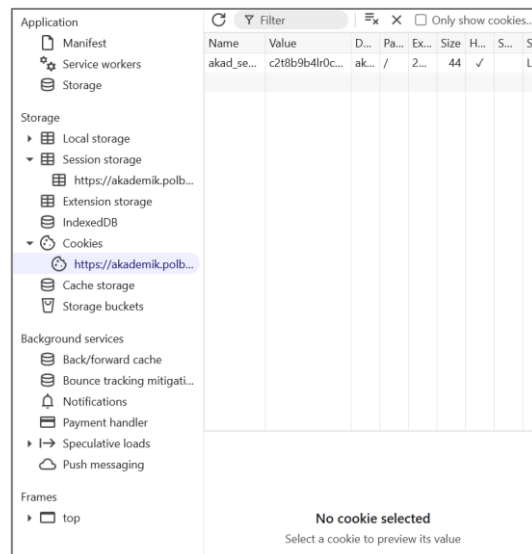 Application
Manifest
Service workers
Storage
Storage
Local storage
Session storage
https://akademik.polb...
Extension storage
IndexedDB
Cookies
https://akademik.polb...
Cache storage
Storage buckets
Background services
Back/forward cache
Bounce tracking mitigati...
Notifications
Payment handler
Speculative loads
Push messaging
Frames
top
Filter
Only show cookies...
Name Value D... Pa... Ex... Size H... S... S
akad_se... c2t8b9b4lr0c... ak... / 2... 44 ✓ L
No cookie selected
Select a cookie to preview its value